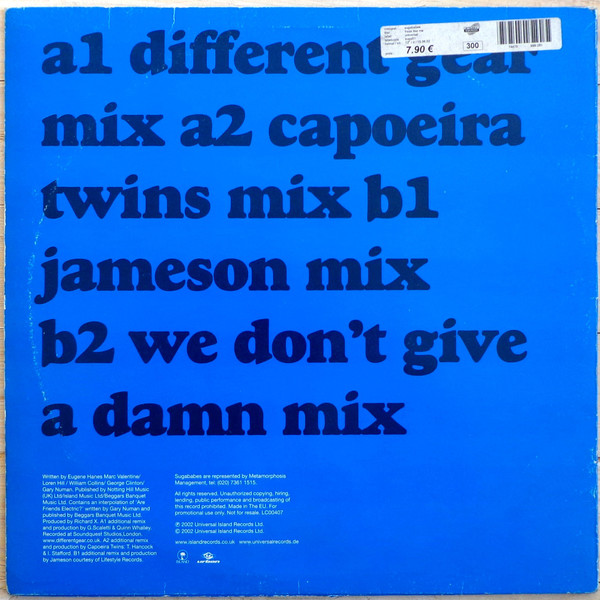 a1 different gear
7.90 €
300
mix a2 capoeira
twins mix b1
jameson mix
b2 we don't give
a damn mix
Written by Eugene Hanes Marc Valentine/
Loren Hill / William Collins/ George Clinton/
Gary Numan. Published by Notting Hill Music
(UK) Ltd/Island Music Ltd/Beggars Banquet
Music Ltd. Contains an interpolation of 'Are
Friends Electric?' written by Gary Numan and
published by Beggars Banquet Music Ltd.
Produced by Richard X. A1 additional remix
and production by G.Scaletti & Quinn Whalley.
Recorded at Soundquest Studios,London.
www.differentgear.co.uk. A2 additional remix
and production by Capoeira Twins: T. Hancock
& I. Stafford. B1 additional remix and production
by Jameson courtesy of Lifestyle Records.
Sugababes are represented by Metamorphosis
Management, tel: (020) 7361 1515.
All rights reserved. Unauthorized copying, hiring,
lending, public performance and broadcasting of
this record prohibited. Made in The EU. For
promotional use only. Not for resale. LC00407
℗ 2002 Universal Island Records Ltd.
© 2002 Universal Island Records Ltd.
www.islandrecords.co.uk www.universalrecords.de